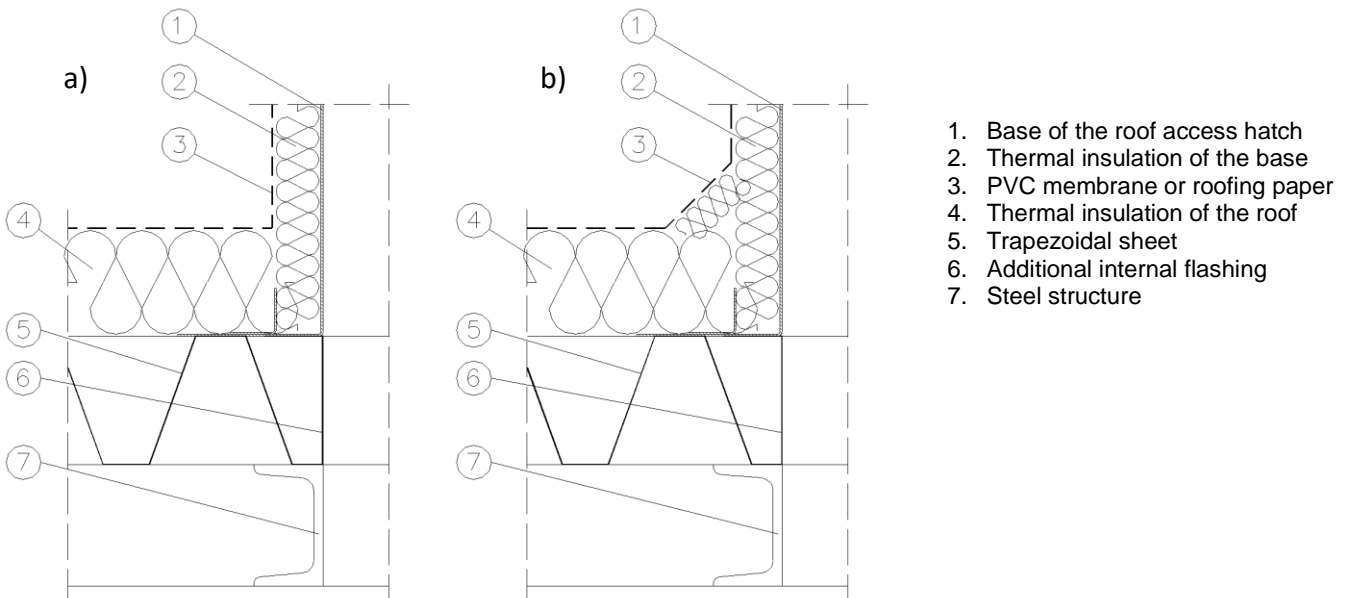 a)
1
2
3
4
5
6
7
b)
1
2
3
4
5
6
7
1. Base of the roof access hatch
2. Thermal insulation of the base
3. PVC membrane or roofing paper
4. Thermal insulation of the roof
5. Trapezoidal sheet
6. Additional internal flashing
7. Steel structure